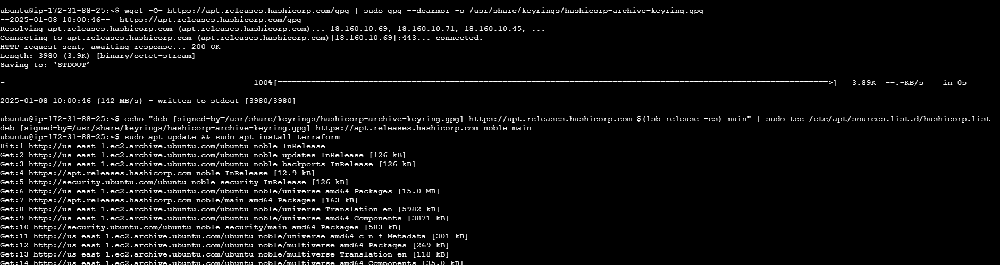 ubuntu@ip-172-31-88-25:~$ wget -O- https://apt.releases.hashicorp.com/gpg | sudo gpg --dearmor -o /usr/share/keyrings/hashicorp-archive-keyring.gpg
--2025-01-08 10:00:46--  https://apt.releases.hashicorp.com/gpg
Resolving apt.releases.hashicorp.com (apt.releases.hashicorp.com)... 18.160.10.69, 18.160.10.71, 18.160.10.45, ...
Connecting to apt.releases.hashicorp.com (apt.releases.hashicorp.com)|18.160.10.69|:443... connected.
HTTP request sent, awaiting response... 200 OK
Length: 3980 (3.9K) [binary/octet-stream]
Saving to: ‘STDOUT’
- 100%[===================================================================================================================>] 3.89K --.-KB/s in 0s
2025-01-08 10:00:46 (142 MB/s) - written to stdout [3980/3980]
ubuntu@ip-172-31-88-25:~$ echo "deb [signed-by=/usr/share/keyrings/hashicorp-archive-keyring.gpg] https://apt.releases.hashicorp.com $(lsb_release -cs) main" | sudo tee /etc/apt/sources.list.d/hashicorp.list
deb [signed-by=/usr/share/keyrings/hashicorp-archive-keyring.gpg] https://apt.releases.hashicorp.com noble main
ubuntu@ip-172-31-88-25:~$ sudo apt update && sudo apt install terraform
Hit:1 http://us-east-1.ec2.archive.ubuntu.com/ubuntu noble InRelease
Get:2 http://us-east-1.ec2.archive.ubuntu.com/ubuntu noble-updates InRelease [126 kB]
Get:3 http://us-east-1.ec2.archive.ubuntu.com/ubuntu noble-backports InRelease [126 kB]
Get:4 https://apt.releases.hashicorp.com noble InRelease [12.9 kB]
Get:5 http://security.ubuntu.com/ubuntu noble-security InRelease [126 kB]
Get:6 http://us-east-1.ec2.archive.ubuntu.com/ubuntu noble/universe amd64 Packages [15.0 MB]
Get:7 https://apt.releases.hashicorp.com noble/main amd64 Packages [163 kB]
Get:8 http://us-east-1.ec2.archive.ubuntu.com/ubuntu noble/universe Translation-en [5982 kB]
Get:9 http://us-east-1.ec2.archive.ubuntu.com/ubuntu noble/universe amd64 Components [3871 kB]
Get:10 http://security.ubuntu.com/ubuntu noble-security/main amd64 Packages [583 kB]
Get:11 http://us-east-1.ec2.archive.ubuntu.com/ubuntu noble/universe amd64 c-n-f Metadata [301 kB]
Get:12 http://us-east-1.ec2.archive.ubuntu.com/ubuntu noble/multiverse amd64 Packages [269 kB]
Get:13 http://us-east-1.ec2.archive.ubuntu.com/ubuntu noble/multiverse Translation-en [118 kB]
Get:14 http://us-east-1.ec2.archive.ubuntu.com/ubuntu noble/multiverse amd64 Components [35.0 kB]